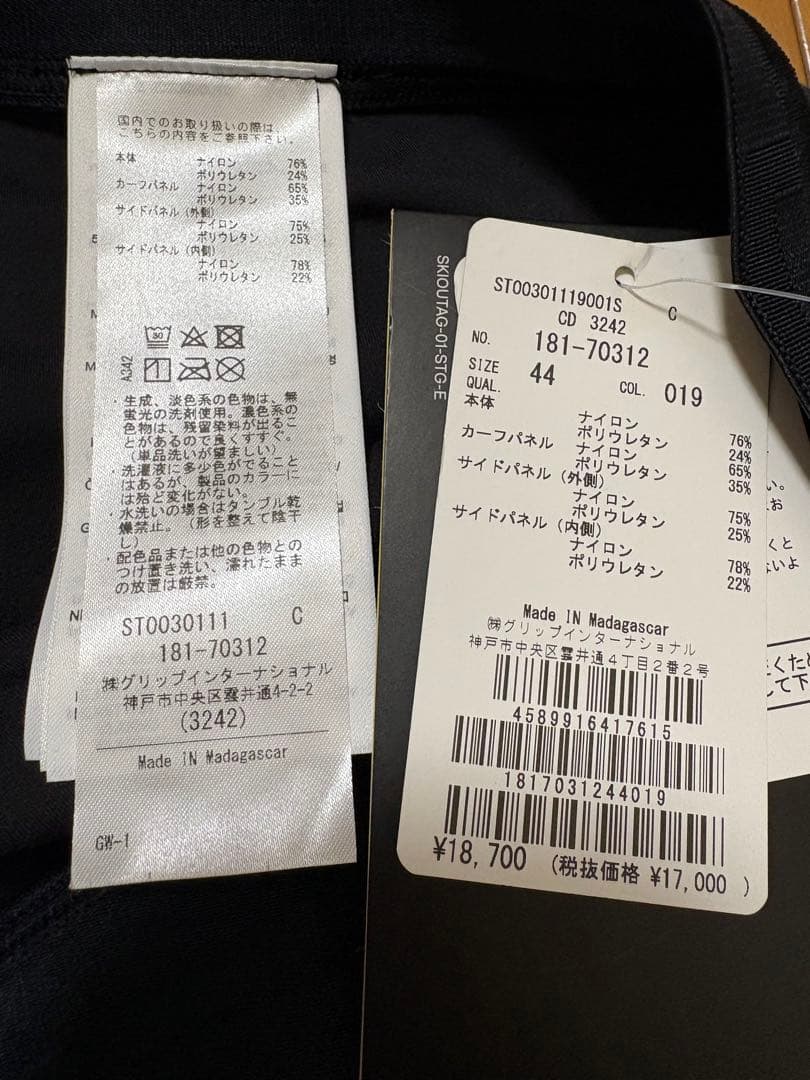 国内でのお取り扱いの際は
こちらの内容をご参照下さい。
本体 ナイロン 76%
ポリウレタン 24%
カーフパネル ナイロン 65%
ポリウレタン 35%
サイドパネル (外側)
ナイロン 75%
ポリウレタン 25%
サイドパネル (内側)
ナイロン 78%
ポリウレタン 22%
30
AG42
・生成、淡色系の色物は、無
蛍光の洗剤使用。濃色系の
色物は、残留染料が出るこ
とがあるので良くすすぐ。
(単品洗いが望ましい)
・洗濯液に多少色がでること
はあるが、製品のカラーに
は殆ど変化がない。
・水洗いの場合はタンブル乾
燥禁止。(形を整えて陰干
し)
・配色品または他の色物との
つけ置き洗い、濡れたまま
の放置は厳禁。
ST0030111 C
181-70312
㈱グリップインターナショナル
神戸市中央区雲井通4-2-2
(3242)
Made IN Madagascar
GW-1
SKIOUTAG-01-STG-E
ST00301119001S C
CD 3242
NO. 181-70312
SIZE 44 COL. 019
QUAL.
本体
ナイロン 76%
ポリウレタン 24%
カーフパネル ナイロン 65%
ポリウレタン 35%
サイドパネル (外側)
ナイロン 75%
ポリウレタン 25%
サイドパネル (内側)
ナイロン 78%
ポリウレタン 22%
Made IN Madagascar
㈱グリップインターナショナル
神戸市中央区雲井通4丁目2番2号
4589916417615
1817031244019
¥18,700 (税抜価格 ¥17,000 )